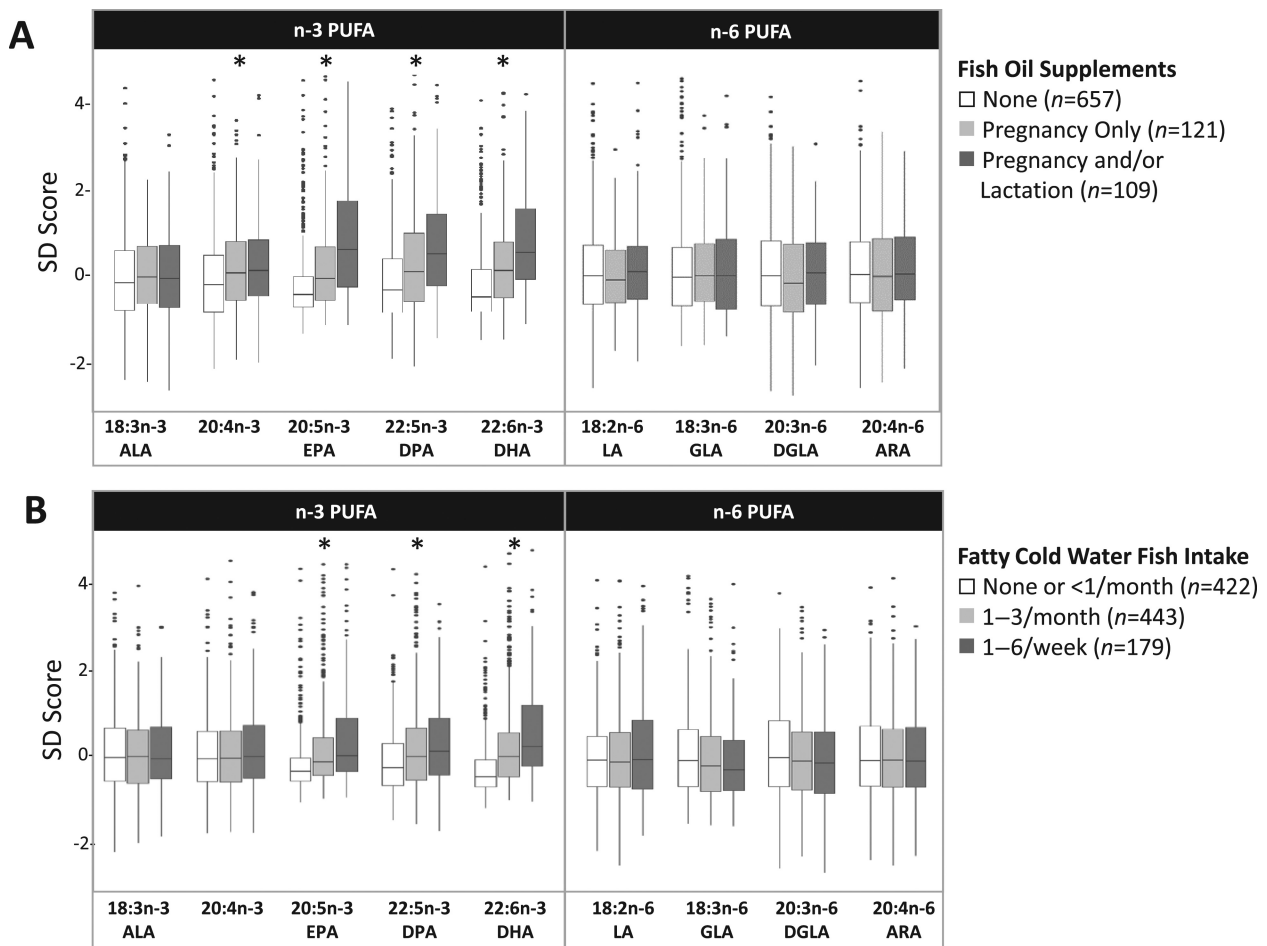 A
n-3 PUFA
n-6 PUFA
* * * *
SD Score
4-
2-
0-
-2-
18:3n-3 20:4n-3 20:5n-3 22:5n-3 22:6n-3 18:2n-6 18:3n-6 20:3n-6 20:4n-6
ALA EPA DPA DHA LA GLA DGLA ARA
Fish Oil Supplements
None (n=657)
Pregnancy Only (n=121)
Pregnancy and/or
Lactation (n=109)
B
n-3 PUFA
n-6 PUFA
* * *
SD Score
4-
2-
0-
-2-
18:3n-3 20:4n-3 20:5n-3 22:5n-3 22:6n-3 18:2n-6 18:3n-6 20:3n-6 20:4n-6
ALA EPA DPA DHA LA GLA DGLA ARA
Fatty Cold Water Fish Intake
None or <1/month (n=422)
1–3/month (n=443)
1–6/week (n=179)